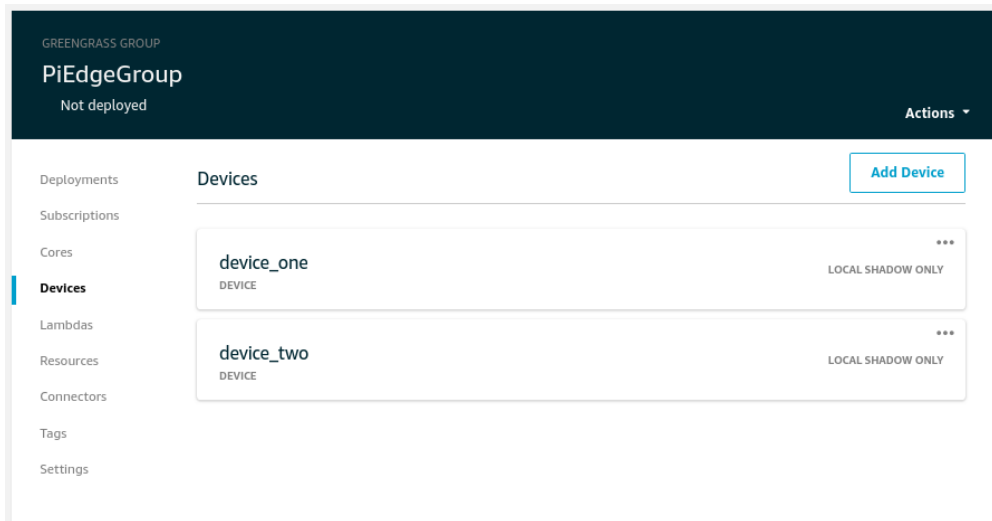 GREENGRASS GROUP
PiEdgeGroup
Not deployed
Actions
Deployments
Subscriptions
Cores
Devices
Lambdas
Resources
Connectors
Tags
Settings
Devices
Add Device
device_one
DEVICE
LOCAL SHADOW ONLY
device_two
DEVICE
LOCAL SHADOW ONLY